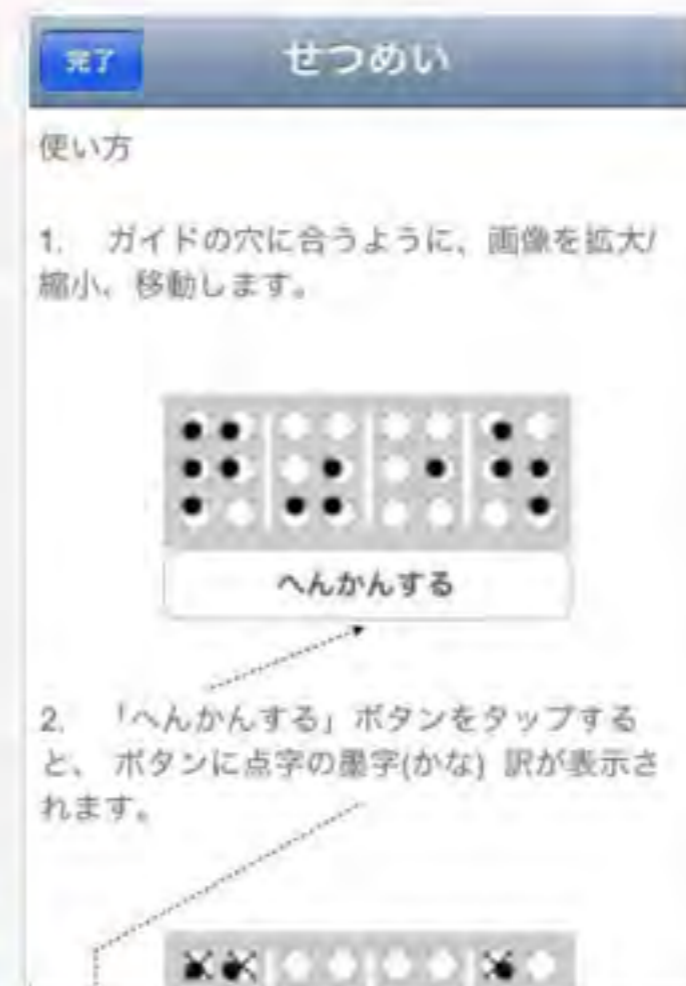 完了
せつめい
使い方
1. ガイドの穴に合うように、画像を拡大/
縮小、移動します。
へんかんする
2. 「へんかんする」ボタンをタップする
と、 ボタンに点字の墨字(かな) 訳が表示さ
れます。